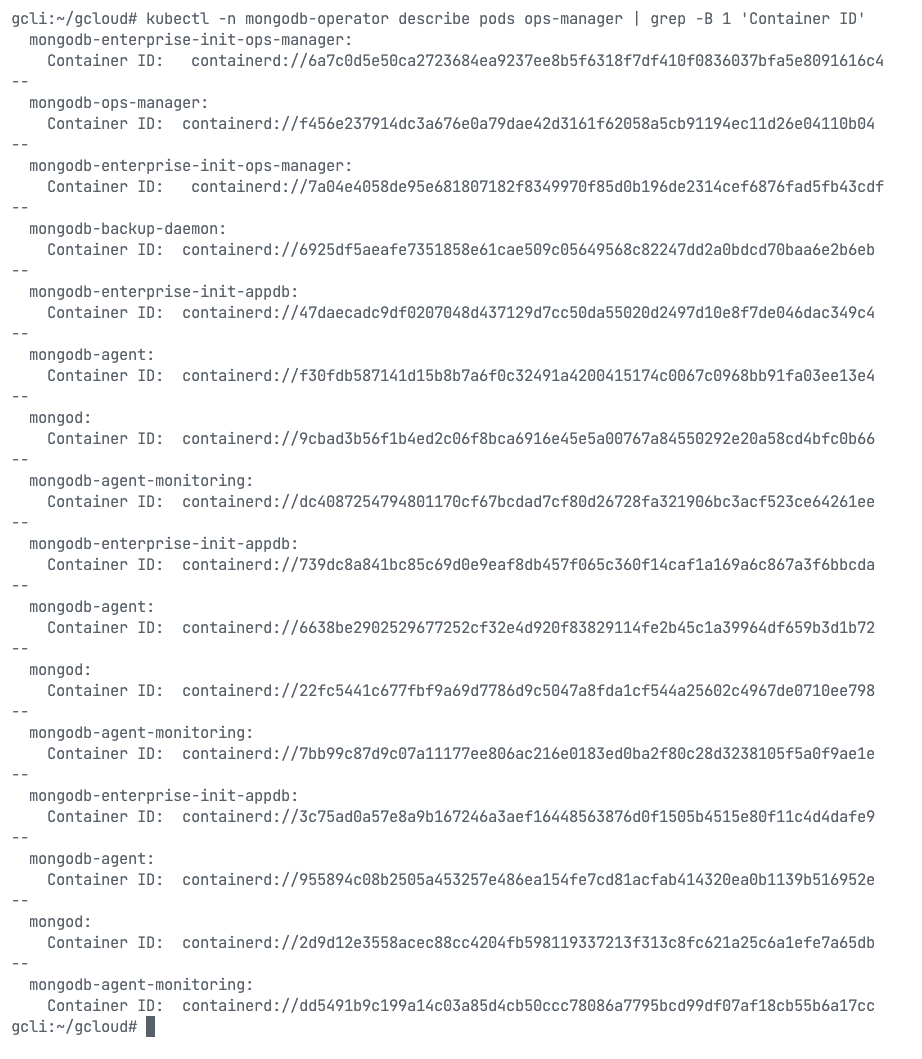 gcli:~/gcloud# kubectl -n mongodb-operator describe pods ops-manager | grep -B 1 'Container ID'
  mongodb-enterprise-init-ops-manager:
    Container ID:   containerd://6a7c0d5e50ca2723684ea9237ee8b5f6318f7df410f0836037bfa5e8091616c4
--
  mongodb-ops-manager:
    Container ID:  containerd://f456e237914dc3a676e0a79dae42d3161f62058a5cb91194ec11d26e04110b04
--
  mongodb-enterprise-init-ops-manager:
    Container ID:   containerd://7a04e4058de95e681807182f8349970f85d0b196de2314cef6876fad5fb43cdf
--
  mongodb-backup-daemon:
    Container ID:  containerd://6925df5aeafe7351858e61cae509c05649568c82247dd2a0bdcd70baa6e2b6eb
--
  mongodb-enterprise-init-appdb:
    Container ID:  containerd://47daecadc9df0207048d437129d7cc50da55020d2497d10e8f7de046dac349c4
--
  mongodb-agent:
    Container ID:  containerd://f30fdb587141d15b8b7a6f0c32491a4200415174c0067c0968bb91fa03ee13e4
--
  mongod:
    Container ID:  containerd://9cbad3b56f1b4ed2c06f8bca6916e45e5a00767a84550292e20a58cd4bfc0b66
--
  mongodb-agent-monitoring:
    Container ID:  containerd://dc4087254794801170cf67bcdad7cf80d26728fa321906bc3acf523ce64261ee
--
  mongodb-enterprise-init-appdb:
    Container ID:  containerd://739dc8a841bc85c69d0e9eaf8db457f065c360f14caf1a169a6c867a3f6bbcda
--
  mongodb-agent:
    Container ID:  containerd://6638be2902529677252cf32e4d920f83829114fe2b45c1a39964df659b3d1b72
--
  mongod:
    Container ID:  containerd://22fc5441c677fbf9a69d7786d9c5047a8fda1cf544a25602c4967de0710ee798
--
  mongodb-agent-monitoring:
    Container ID:  containerd://7bb99c87d9c07a11177ee806ac216e0183ed0ba2f80c28d3238105f5a0f9ae1e
--
  mongodb-enterprise-init-appdb:
    Container ID:  containerd://3c75ad0a57e8a9b167246a3aef16448563876d0f1505b4515e80f11c4d4dafe9
--
  mongodb-agent:
    Container ID:  containerd://955894c08b2505a453257e486ea154fe7cd81acfab414320ea0b1139b516952e
--
  mongod:
    Container ID:  containerd://2d9d12e3558acec88cc4204fb598119337213f313c8fc621a25c6a1efe7a65db
--
  mongodb-agent-monitoring:
    Container ID:  containerd://dd5491b9c199a14c03a85d4cb50ccc78086a7795bcd99df07af18cb55b6a17cc
gcli:~/gcloud#